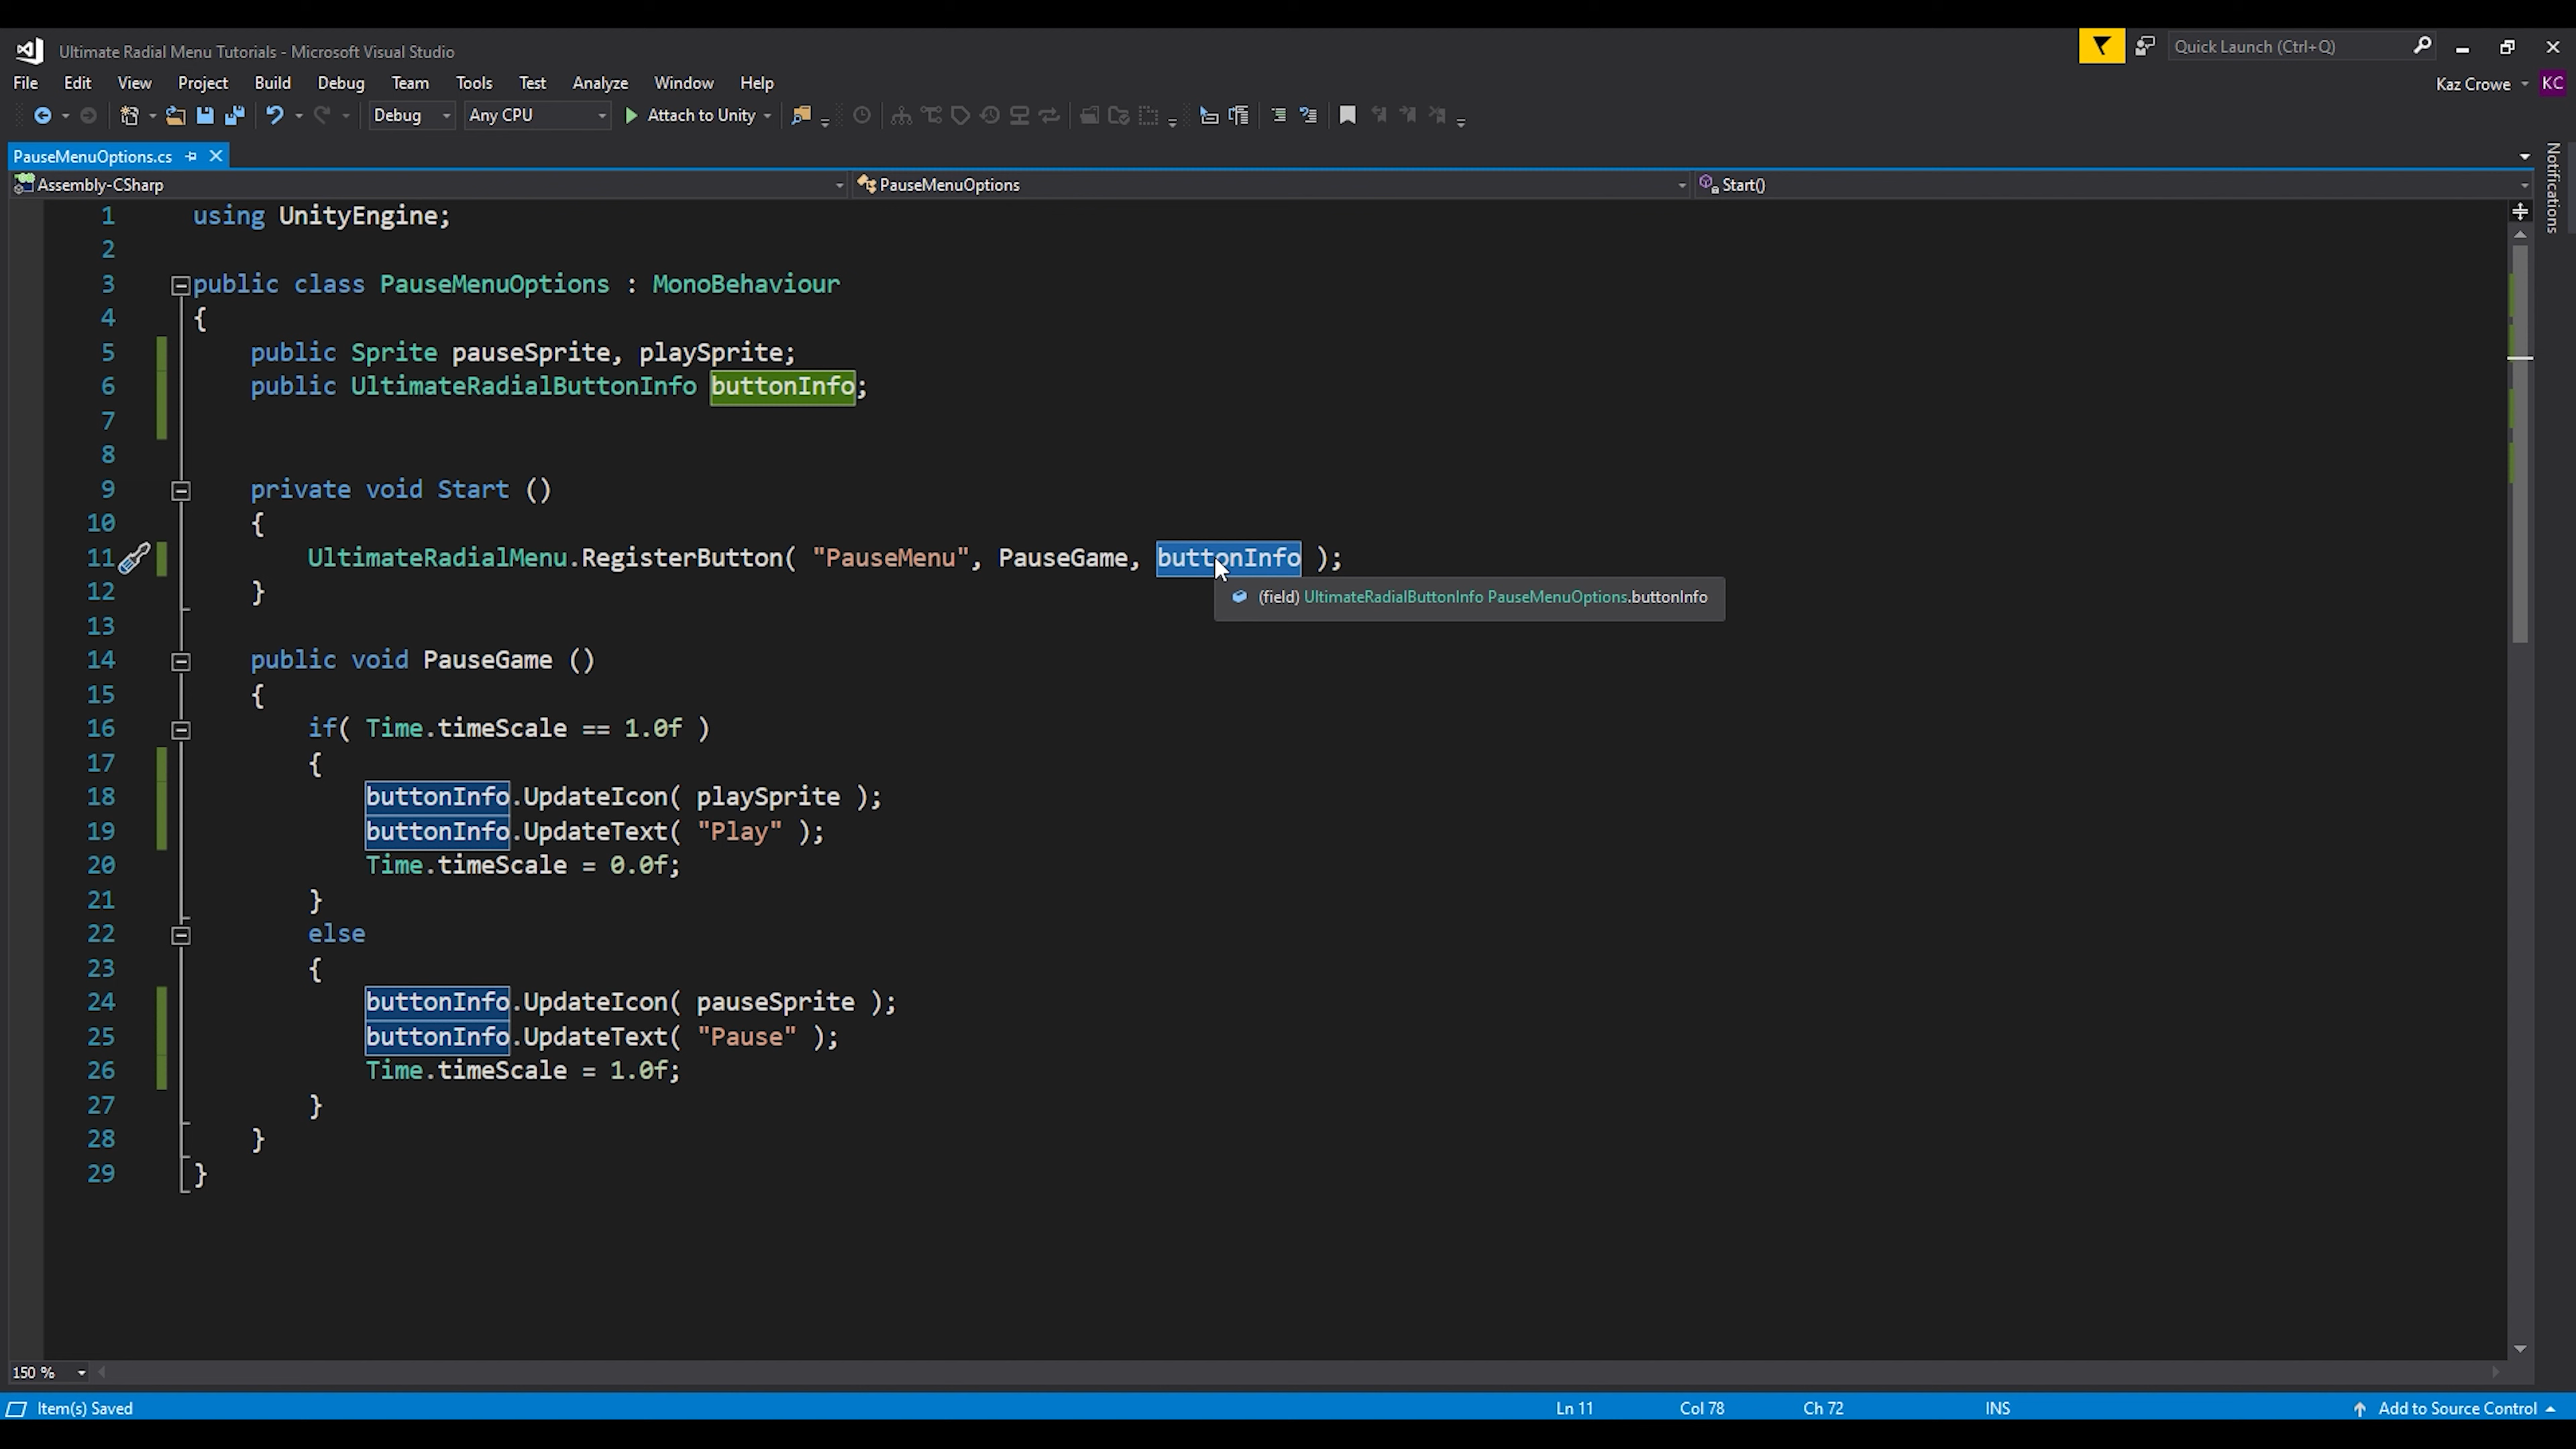 Ultimate Radial Menu Tutorials - Microsoft Visual Studio
Quick Launch (Ctrl+Q)
File Edit View Project Build Debug Team Tools Test Analyze Window Help
Kaz Crowe KC
Debug Any CPU Attach to Unity
PauseMenuOptions.cs
Notifications
Assembly-CSharp PauseMenuOptions Start()
1 using UnityEngine;
2
3 public class PauseMenuOptions : MonoBehaviour
4 {
5 public Sprite pauseSprite, playSprite;
6 public UltimateRadialButtonInfo buttonInfo;
7
8
9 private void Start ()
10 {
11 UltimateRadialMenu.RegisterButton( "PauseMenu", PauseGame, buttonInfo );
12 }
(field) UltimateRadialButtonInfo PauseMenuOptions.buttonInfo
13
14 public void PauseGame ()
15 {
16 if( Time.timeScale == 1.0f )
17 {
18 buttonInfo.UpdateIcon( playSprite );
19 buttonInfo.UpdateText( "Play" );
20 Time.timeScale = 0.0f;
21 }
22 else
23 {
24 buttonInfo.UpdateIcon( pauseSprite );
25 buttonInfo.UpdateText( "Pause" );
26 Time.timeScale = 1.0f;
27 }
28 }
29 }
150 %
Item(s) Saved Ln 11 Col 78 Ch 72 INS Add to Source Control